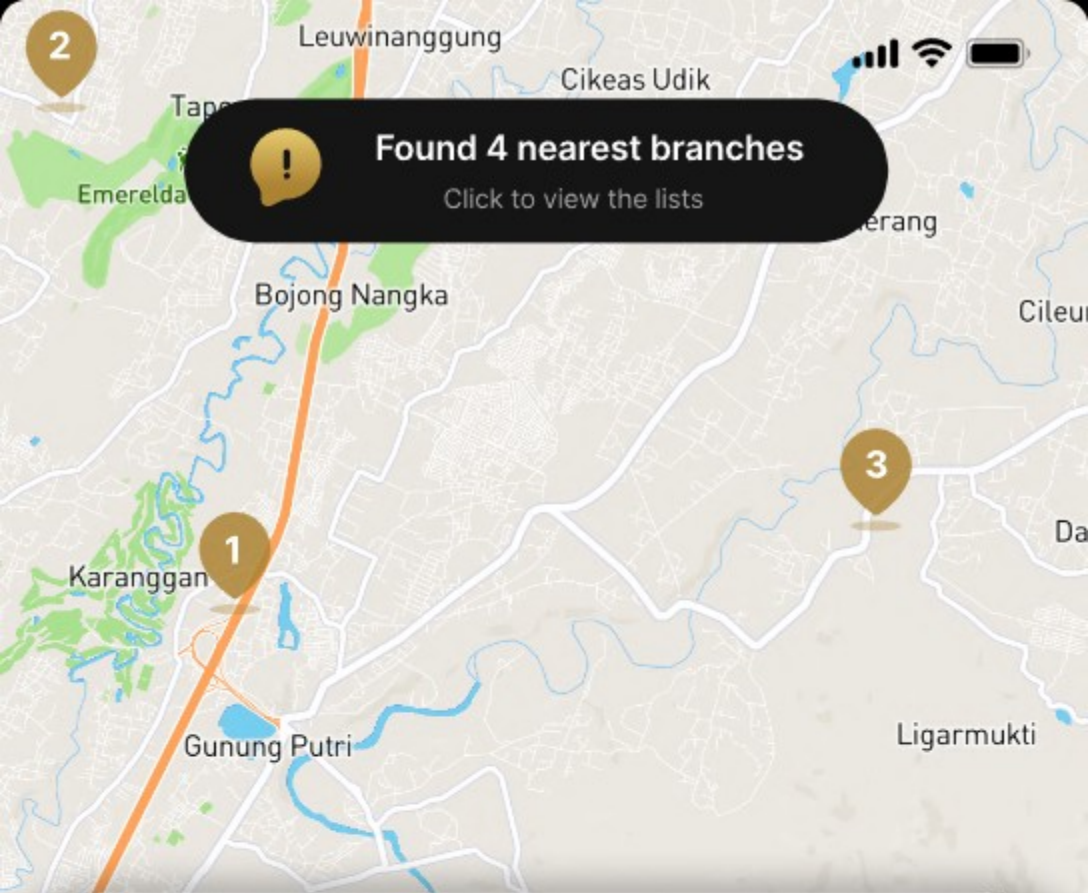 2
Leuwinanggung
Cikeas Udik
Found 4 nearest branches
Click to view the lists
Emerelda
Bojong Nangka
3
1
Karanggan
Gunung Putri
Ligarmukti